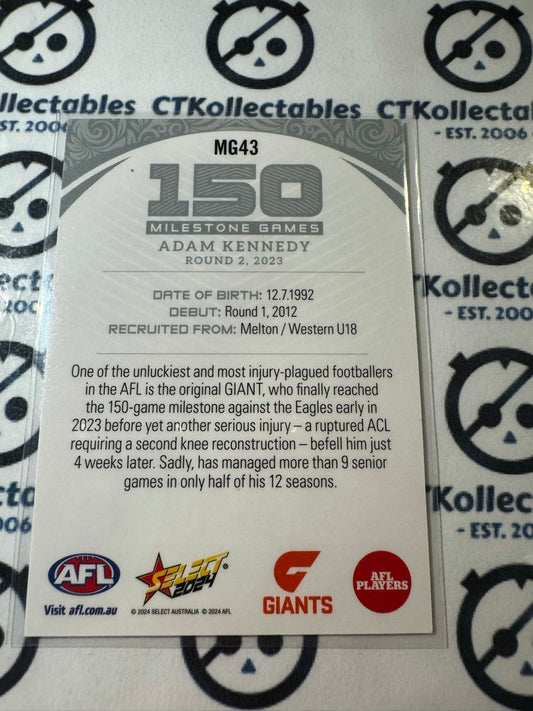 CTKollectables
- EST. 2006 -
MG43
150
MILESTONE GAMES
ADAM KENNEDY
ROUND 2, 2023
DATE OF BIRTH: 12.7.1992
DEBUT: Round 1, 2012
RECRUITED FROM: Melton / Western U18
One of the unluckiest and most injury-plagued footballers
in the AFL is the original GIANT, who finally reached
the 150-game milestone against the Eagles early in
2023 before yet another serious injury – a ruptured ACL
requiring a second knee reconstruction – befell him just
4 weeks later. Sadly, has managed more than 9 senior
games in only half of his 12 seasons.
AFL
Visit afl.com.au
SELECT
2024
© 2024 SELECT AUSTRALIA © 2024 AFL
GIANTS
AFL
PLAYERS